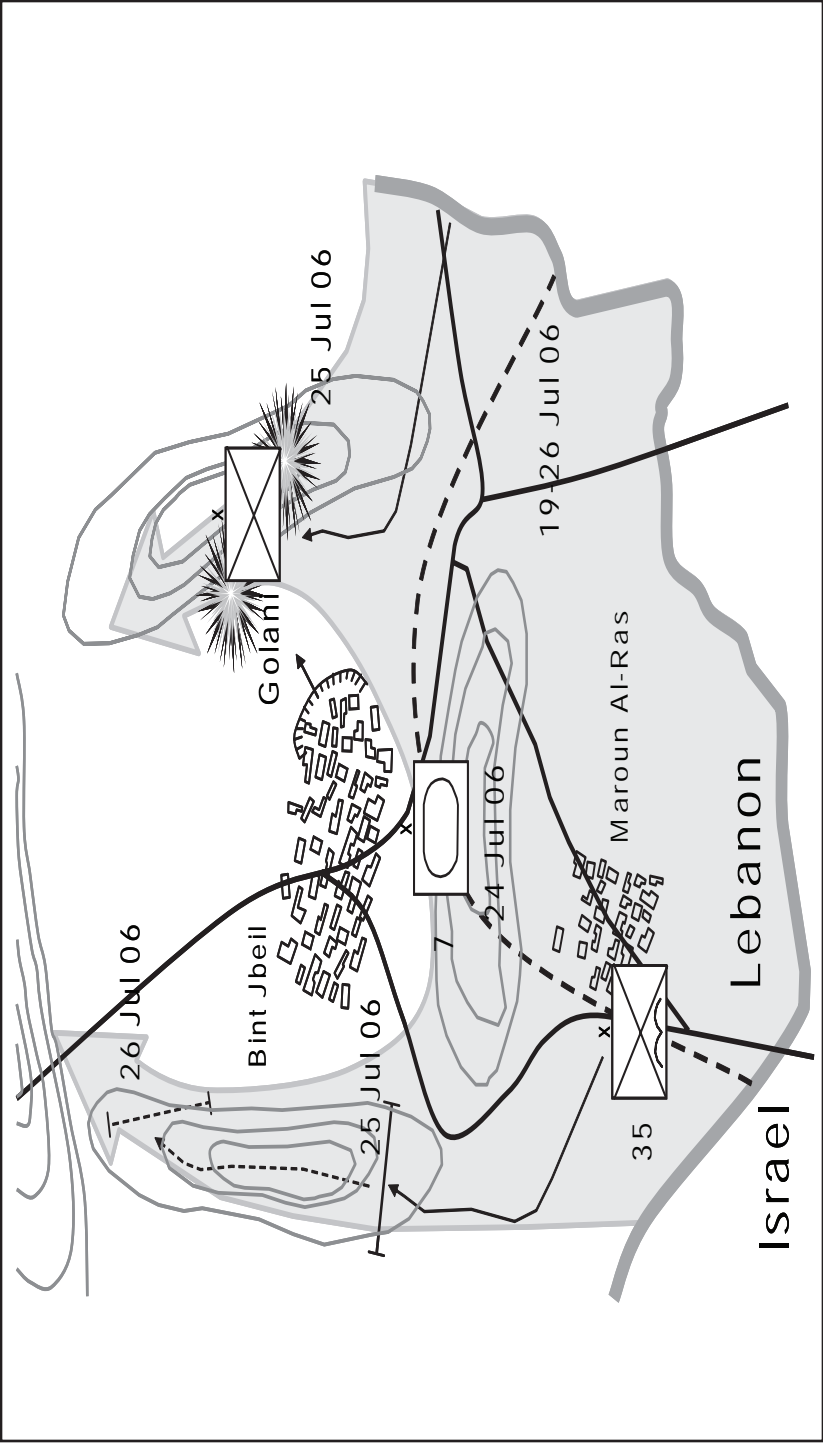 26 Jul 06
x
Bint Jbeil
Golani
25 Jul 06
25 Jul 06
x
7
24 Jul 06
19-26 Jul 06
x
Maroun Al-Ras
35
Lebanon
Israel